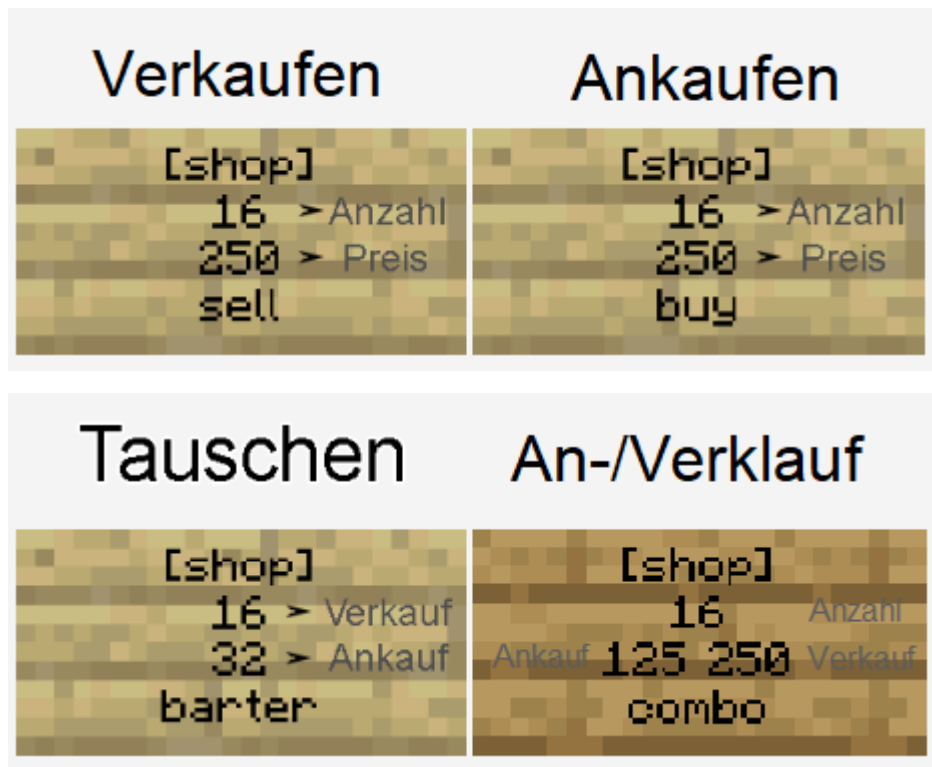 Verkaufen
[shop]
16 ➤ Anzahl
250 ➤ Preis
sell
Ankaufen
[shop]
16 ➤ Anzahl
250 ➤ Preis
buy
Tauschen
[shop]
16 ➤ Verkauf
32 ➤ Ankauf
barter
An-/Verklauf
[shop]
16 Anzahl
Ankauf 125 250 Verkauf
combo